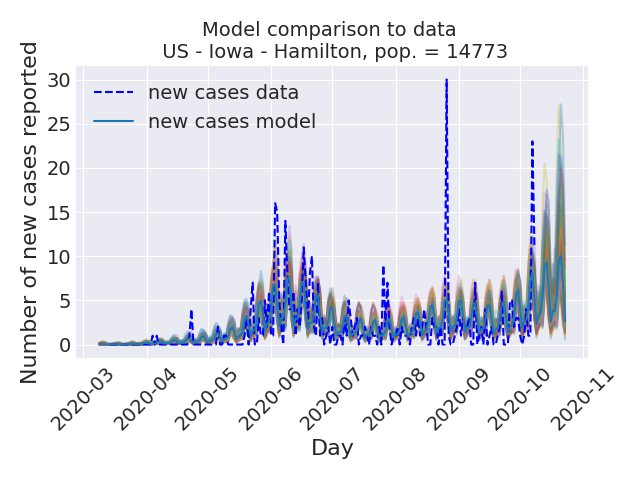 Model comparison to data
US - Iowa - Hamilton, pop. = 14773
Number of new cases reported
30
25
20
15
10
5
0
new cases data
new cases model
2020-03
2020-04
2020-05
2020-06
2020-07
2020-08
2020-09
2020-10
2020-11
Day